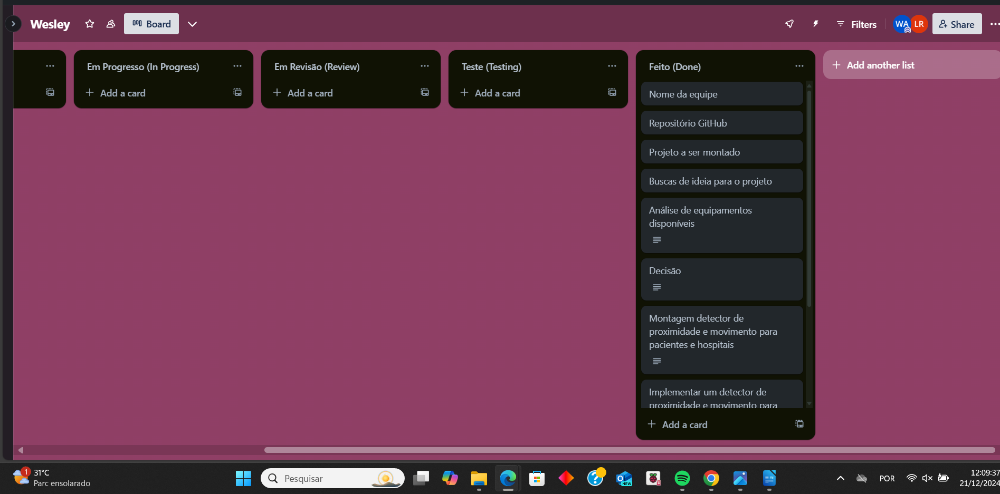 Wesley
Board
Filters
WA
LR
Share
Em Progresso (In Progress)
Add a card
Em Revisão (Review)
Add a card
Teste (Testing)
Add a card
Feito (Done)
Nome da equipe
Repositório GitHub
Projeto a ser montado
Buscas de ideia para o projeto
Análise de equipamentos
disponíveis
Decisão
Montagem detector de
proximidade e movimento para
pacientes e hospitais
Implementar um detector de
proximidade e movimento para
Add a card
Add another list
1
31°C
Parc ensolarado
Pesquisar
NEW
POR
12:09:37
21/12/2024